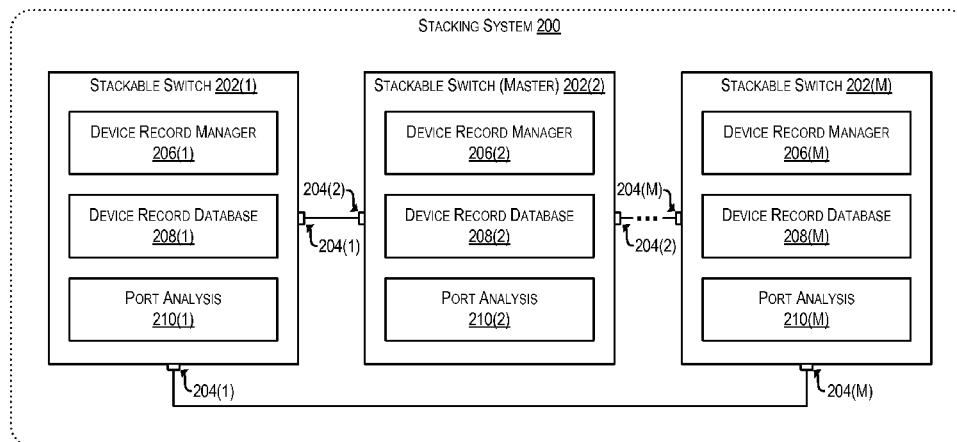 STACKING SYSTEM 200
STACKABLE SWITCH 202(1)
DEVICE RECORD MANAGER
206(1)
DEVICE RECORD DATABASE
208(1)
PORT ANALYSIS
210(1)
204(1)
204(2)
204(1)
STACKABLE SWITCH (MASTER) 202(2)
DEVICE RECORD MANAGER
206(2)
DEVICE RECORD DATABASE
208(2)
PORT ANALYSIS
210(2)
204(M)
204(2)
STACKABLE SWITCH 202(M)
DEVICE RECORD MANAGER
206(M)
DEVICE RECORD DATABASE
208(M)
PORT ANALYSIS
210(M)
204(M)